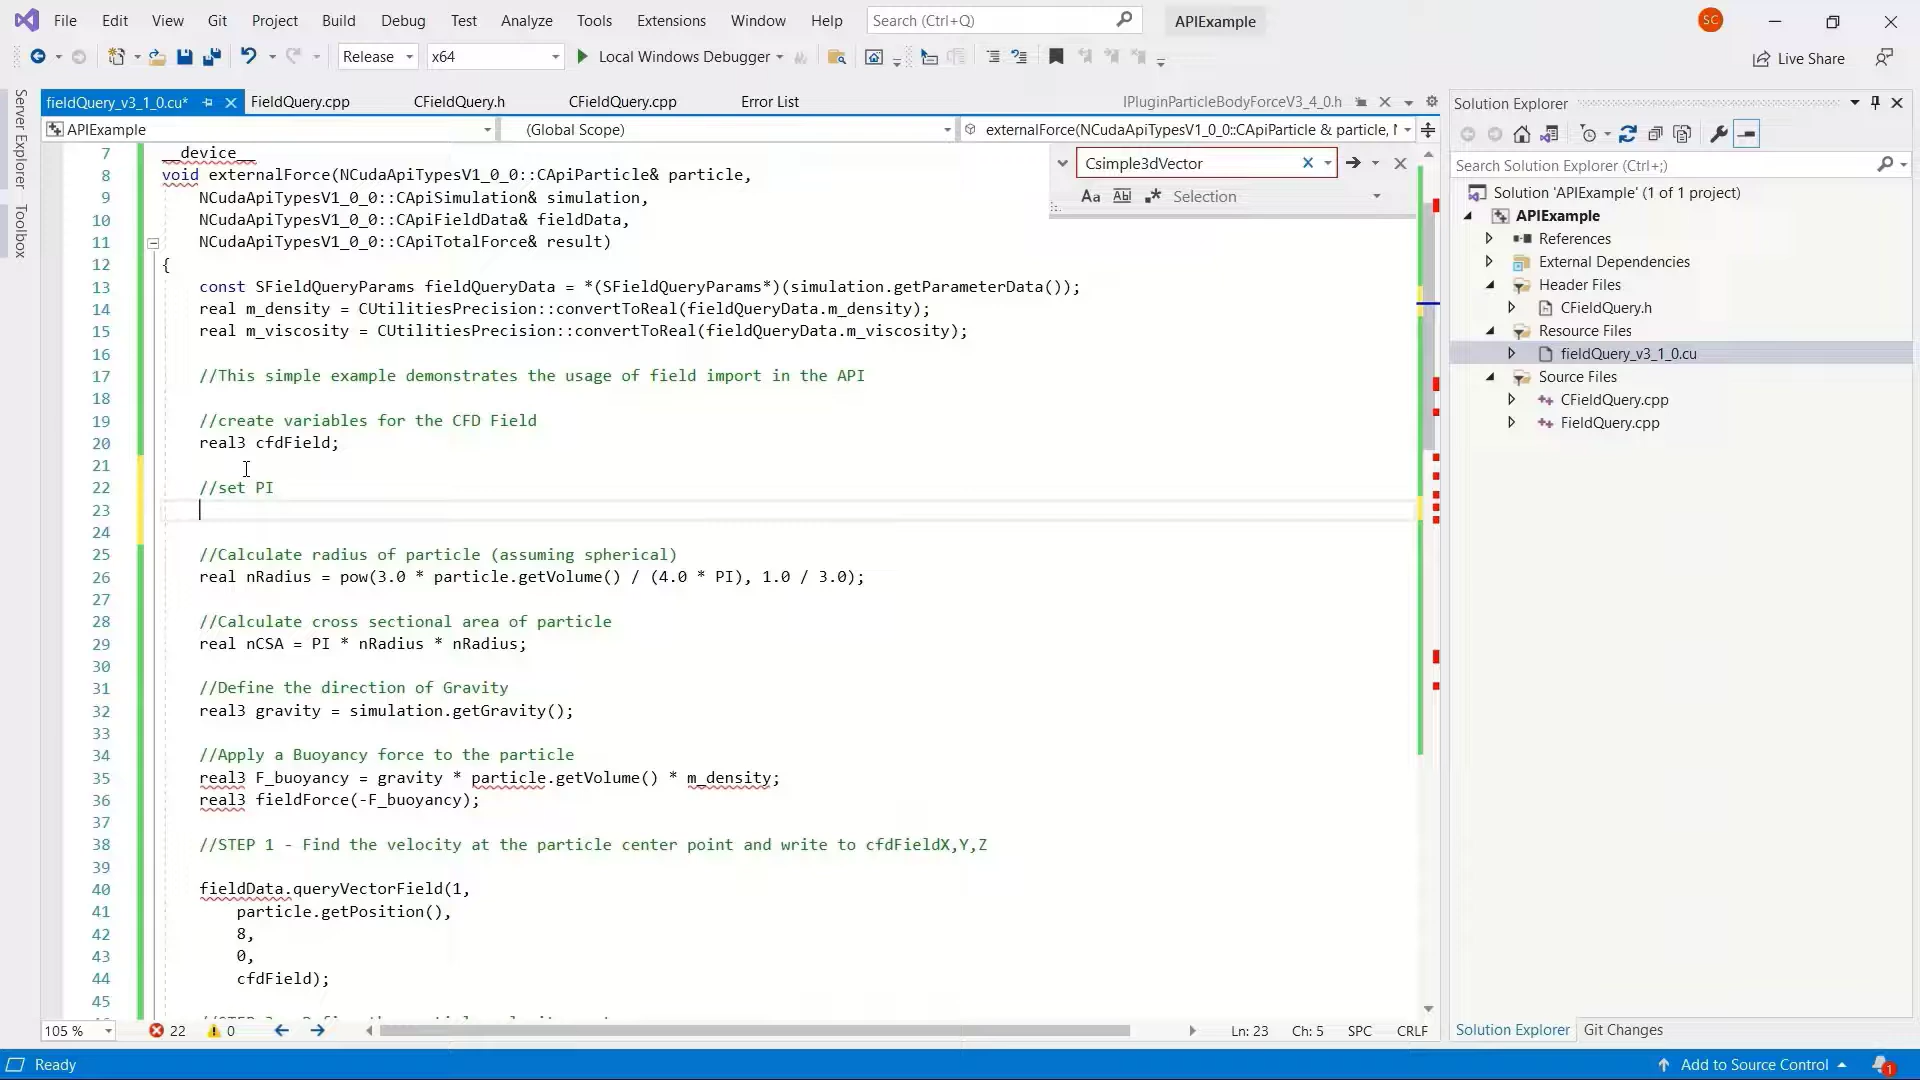 File Edit View Git Project Build Debug Test Analyze Tools Extensions Window Help Search (Ctrl+Q) APIExample SC
Release x64 Local Windows Debugger Live Share
Server Explorer
Toolbox
fieldQuery_v3_1_0.cu* FieldQuery.cpp CFieldQuery.h CFieldQuery.cpp Error List IPluginParticleBodyForceV3_4_0.h
APIExample (Global Scope) externalForce(NCudaApiTypesV1_0_0::CApiParticle & particle,
Csimple3dVector
Aa Abl .* Selection
7 __device__
8 void externalForce(NCudaApiTypesV1_0_0::CApiParticle& particle,
9 NCudaApiTypesV1_0_0::CApiSimulation& simulation,
10 NCudaApiTypesV1_0_0::CApiFieldData& fieldData,
11 NCudaApiTypesV1_0_0::CApiTotalForce& result)
12 {
13 const SFieldQueryParams fieldQueryData = *(SFieldQueryParams*)(simulation.getParameterData());
14 real m_density = CUtilitiesPrecision::convertToReal(fieldQueryData.m_density);
15 real m_viscosity = CUtilitiesPrecision::convertToReal(fieldQueryData.m_viscosity);
16
17 //This simple example demonstrates the usage of field import in the API
18
19 //create variables for the CFD Field
20 real3 cfdField;
21
22 //set PI
23
24
25 //Calculate radius of particle (assuming spherical)
26 real nRadius = pow(3.0 * particle.getVolume() / (4.0 * PI), 1.0 / 3.0);
27
28 //Calculate cross sectional area of particle
29 real nCSA = PI * nRadius * nRadius;
30
31 //Define the direction of Gravity
32 real3 gravity = simulation.getGravity();
33
34 //Apply a Buoyancy force to the particle
35 real3 F_buoyancy = gravity * particle.getVolume() * m_density;
36 real3 fieldForce(-F_buoyancy);
37
38 //STEP 1 - Find the velocity at the particle center point and write to cfdFieldX,Y,Z
39
40 fieldData.queryVectorField(1,
41 particle.getPosition(),
42 8,
43 0,
44 cfdField);
45
105 % 22 0 Ln: 23 Ch: 5 SPC CRLF
Solution Explorer
Search Solution Explorer (Ctrl+;)
Solution 'APIExample' (1 of 1 project)
APIExample
References
External Dependencies
Header Files
CFieldQuery.h
Resource Files
fieldQuery_v3_1_0.cu
Source Files
CFieldQuery.cpp
FieldQuery.cpp
Solution Explorer Git Changes
Ready Add to Source Control 1